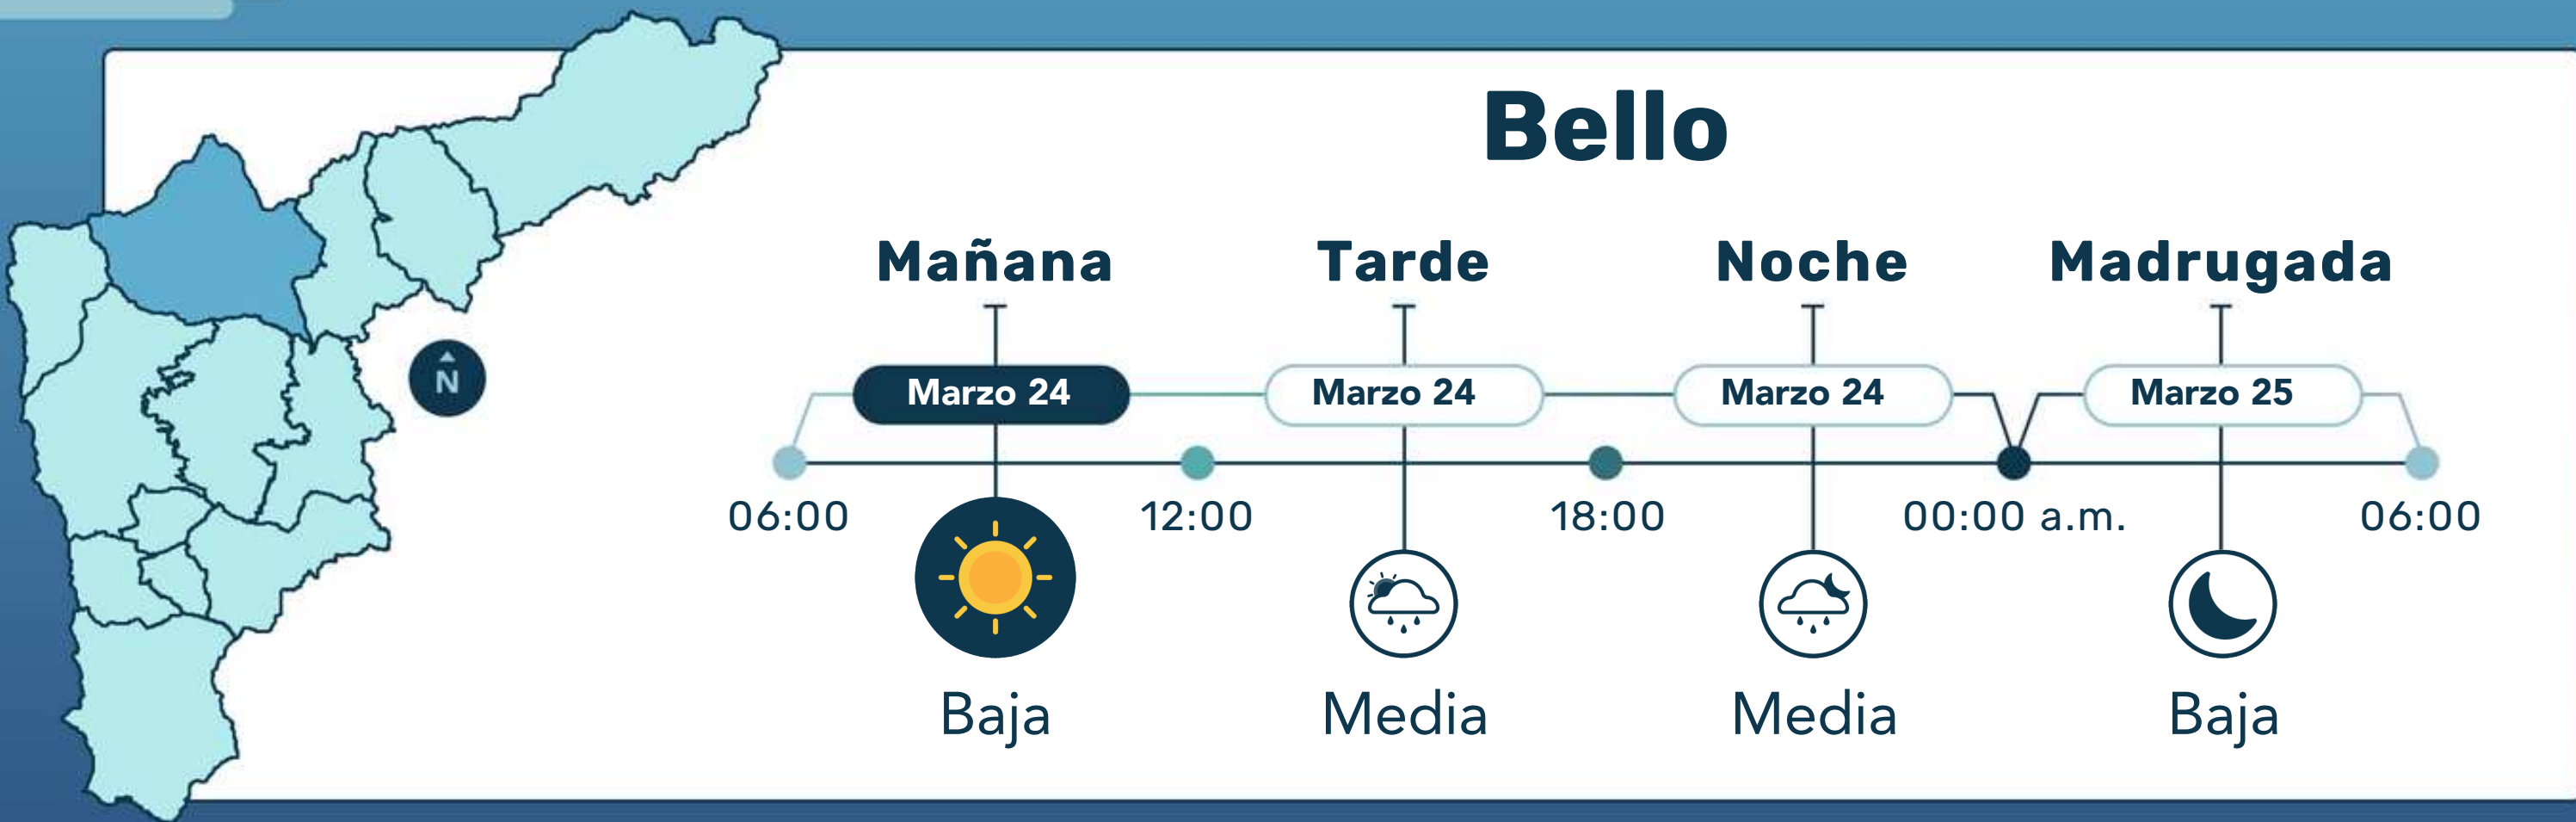 Bello
Mañana Tarde Noche Madrugada
Marzo 24 Marzo 24 Marzo 24 Marzo 25
N
06:00 12:00 18:00 00:00 a.m. 06:00
Baja Media Media Baja